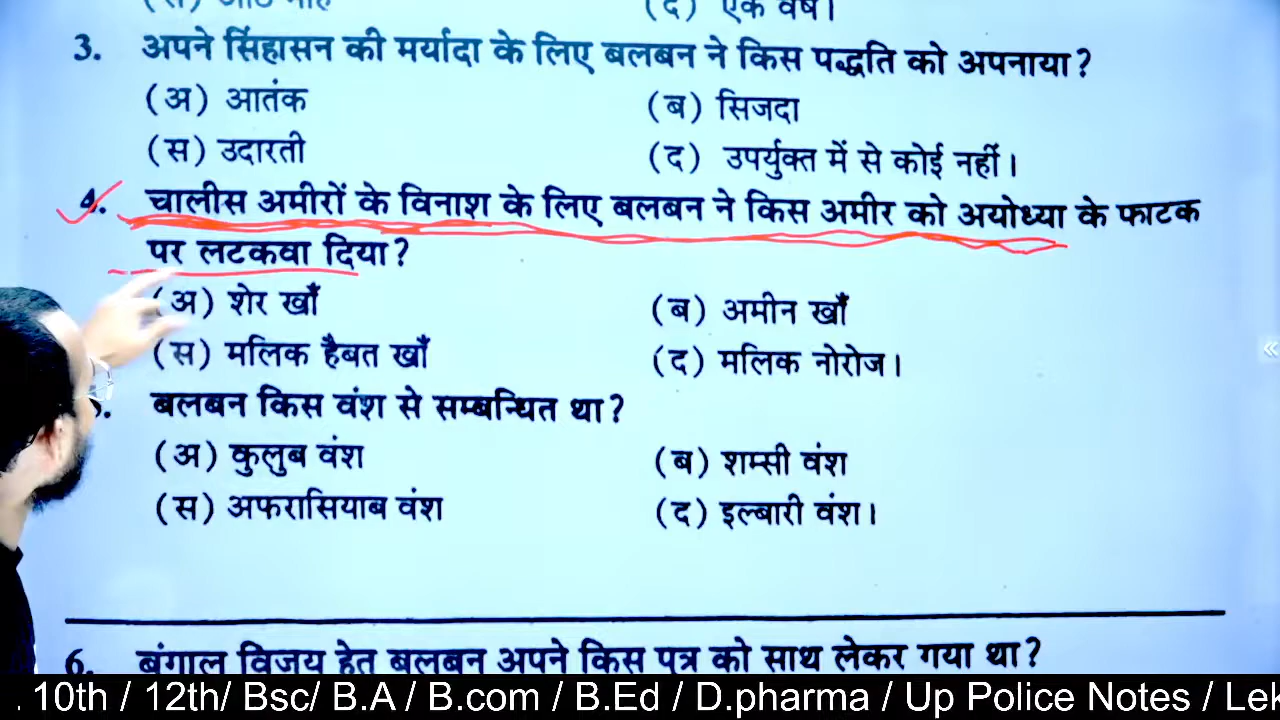 (द) एक वर्ष।
3. अपने सिंहासन की मर्यादा के लिए बलबन ने किस पद्धति को अपनाया?
(अ) आतंक (ब) सिजदा
(स) उदारती (द) उपर्युक्त में से कोई नहीं।
4. चालीस अमीरों के विनाश के लिए बलबन ने किस अमीर को अयोध्या के फाटक
पर लटकवा दिया?
(अ) शेर खाँ (ब) अमीन खाँ
(स) मलिक हैबत खाँ (द) मलिक नोरोज।
बलबन किस वंश से सम्बन्धित था?
(अ) कुलुब वंश (ब) शम्सी वंश
(स) अफरासियाब वंश (द) इल्बारी वंश।
6. बंगाल विजय हेतु बलबन अपने किस पुत्र को साथ लेकर गया था?
. 10th / 12th/ Bsc/ B.A / B.com / B.Ed / D.pharma / Up Police Notes / Lek